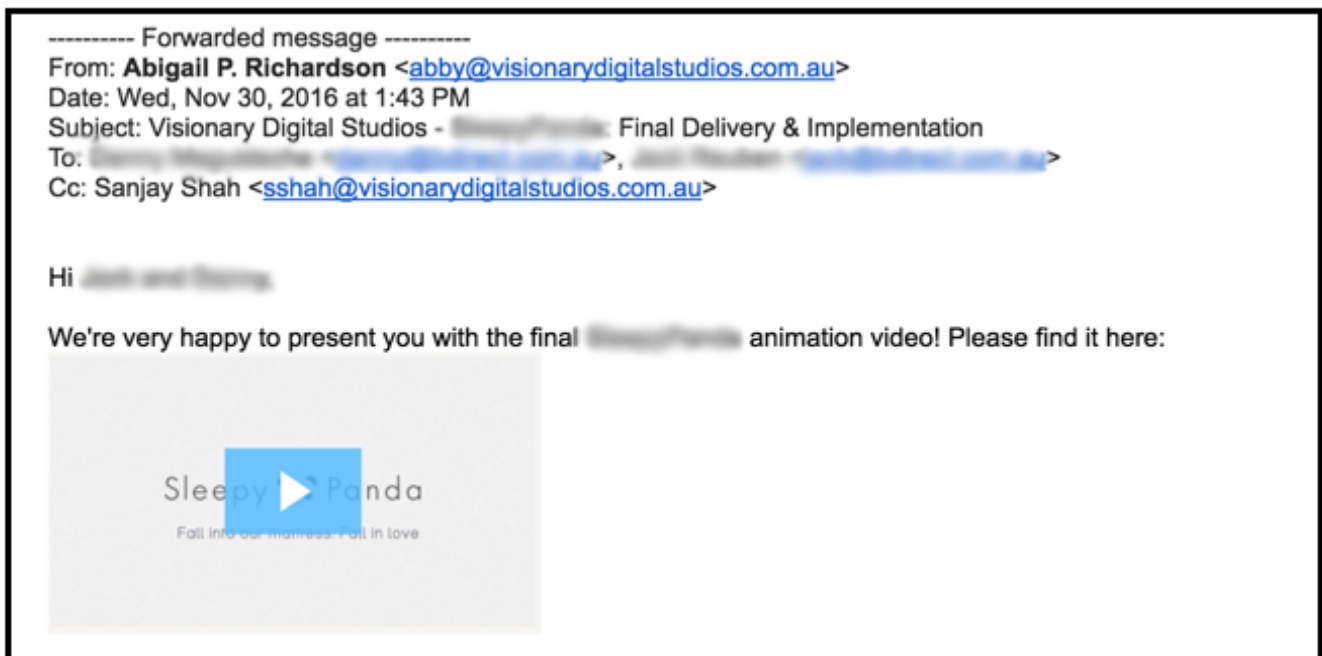 ---------- Forwarded message ----------
From: Abigail P. Richardson <abby@visionarydigitalstudios.com.au>
Date: Wed, Nov 30, 2016 at 1:43 PM
Subject: Visionary Digital Studios - : Final Delivery & Implementation
To: >, >
Cc: Sanjay Shah <sshah@visionarydigitalstudios.com.au>
Hi
We're very happy to present you with the final animation video! Please find it here:
Sleepy Panda
Fall into our mattress. Fall in love